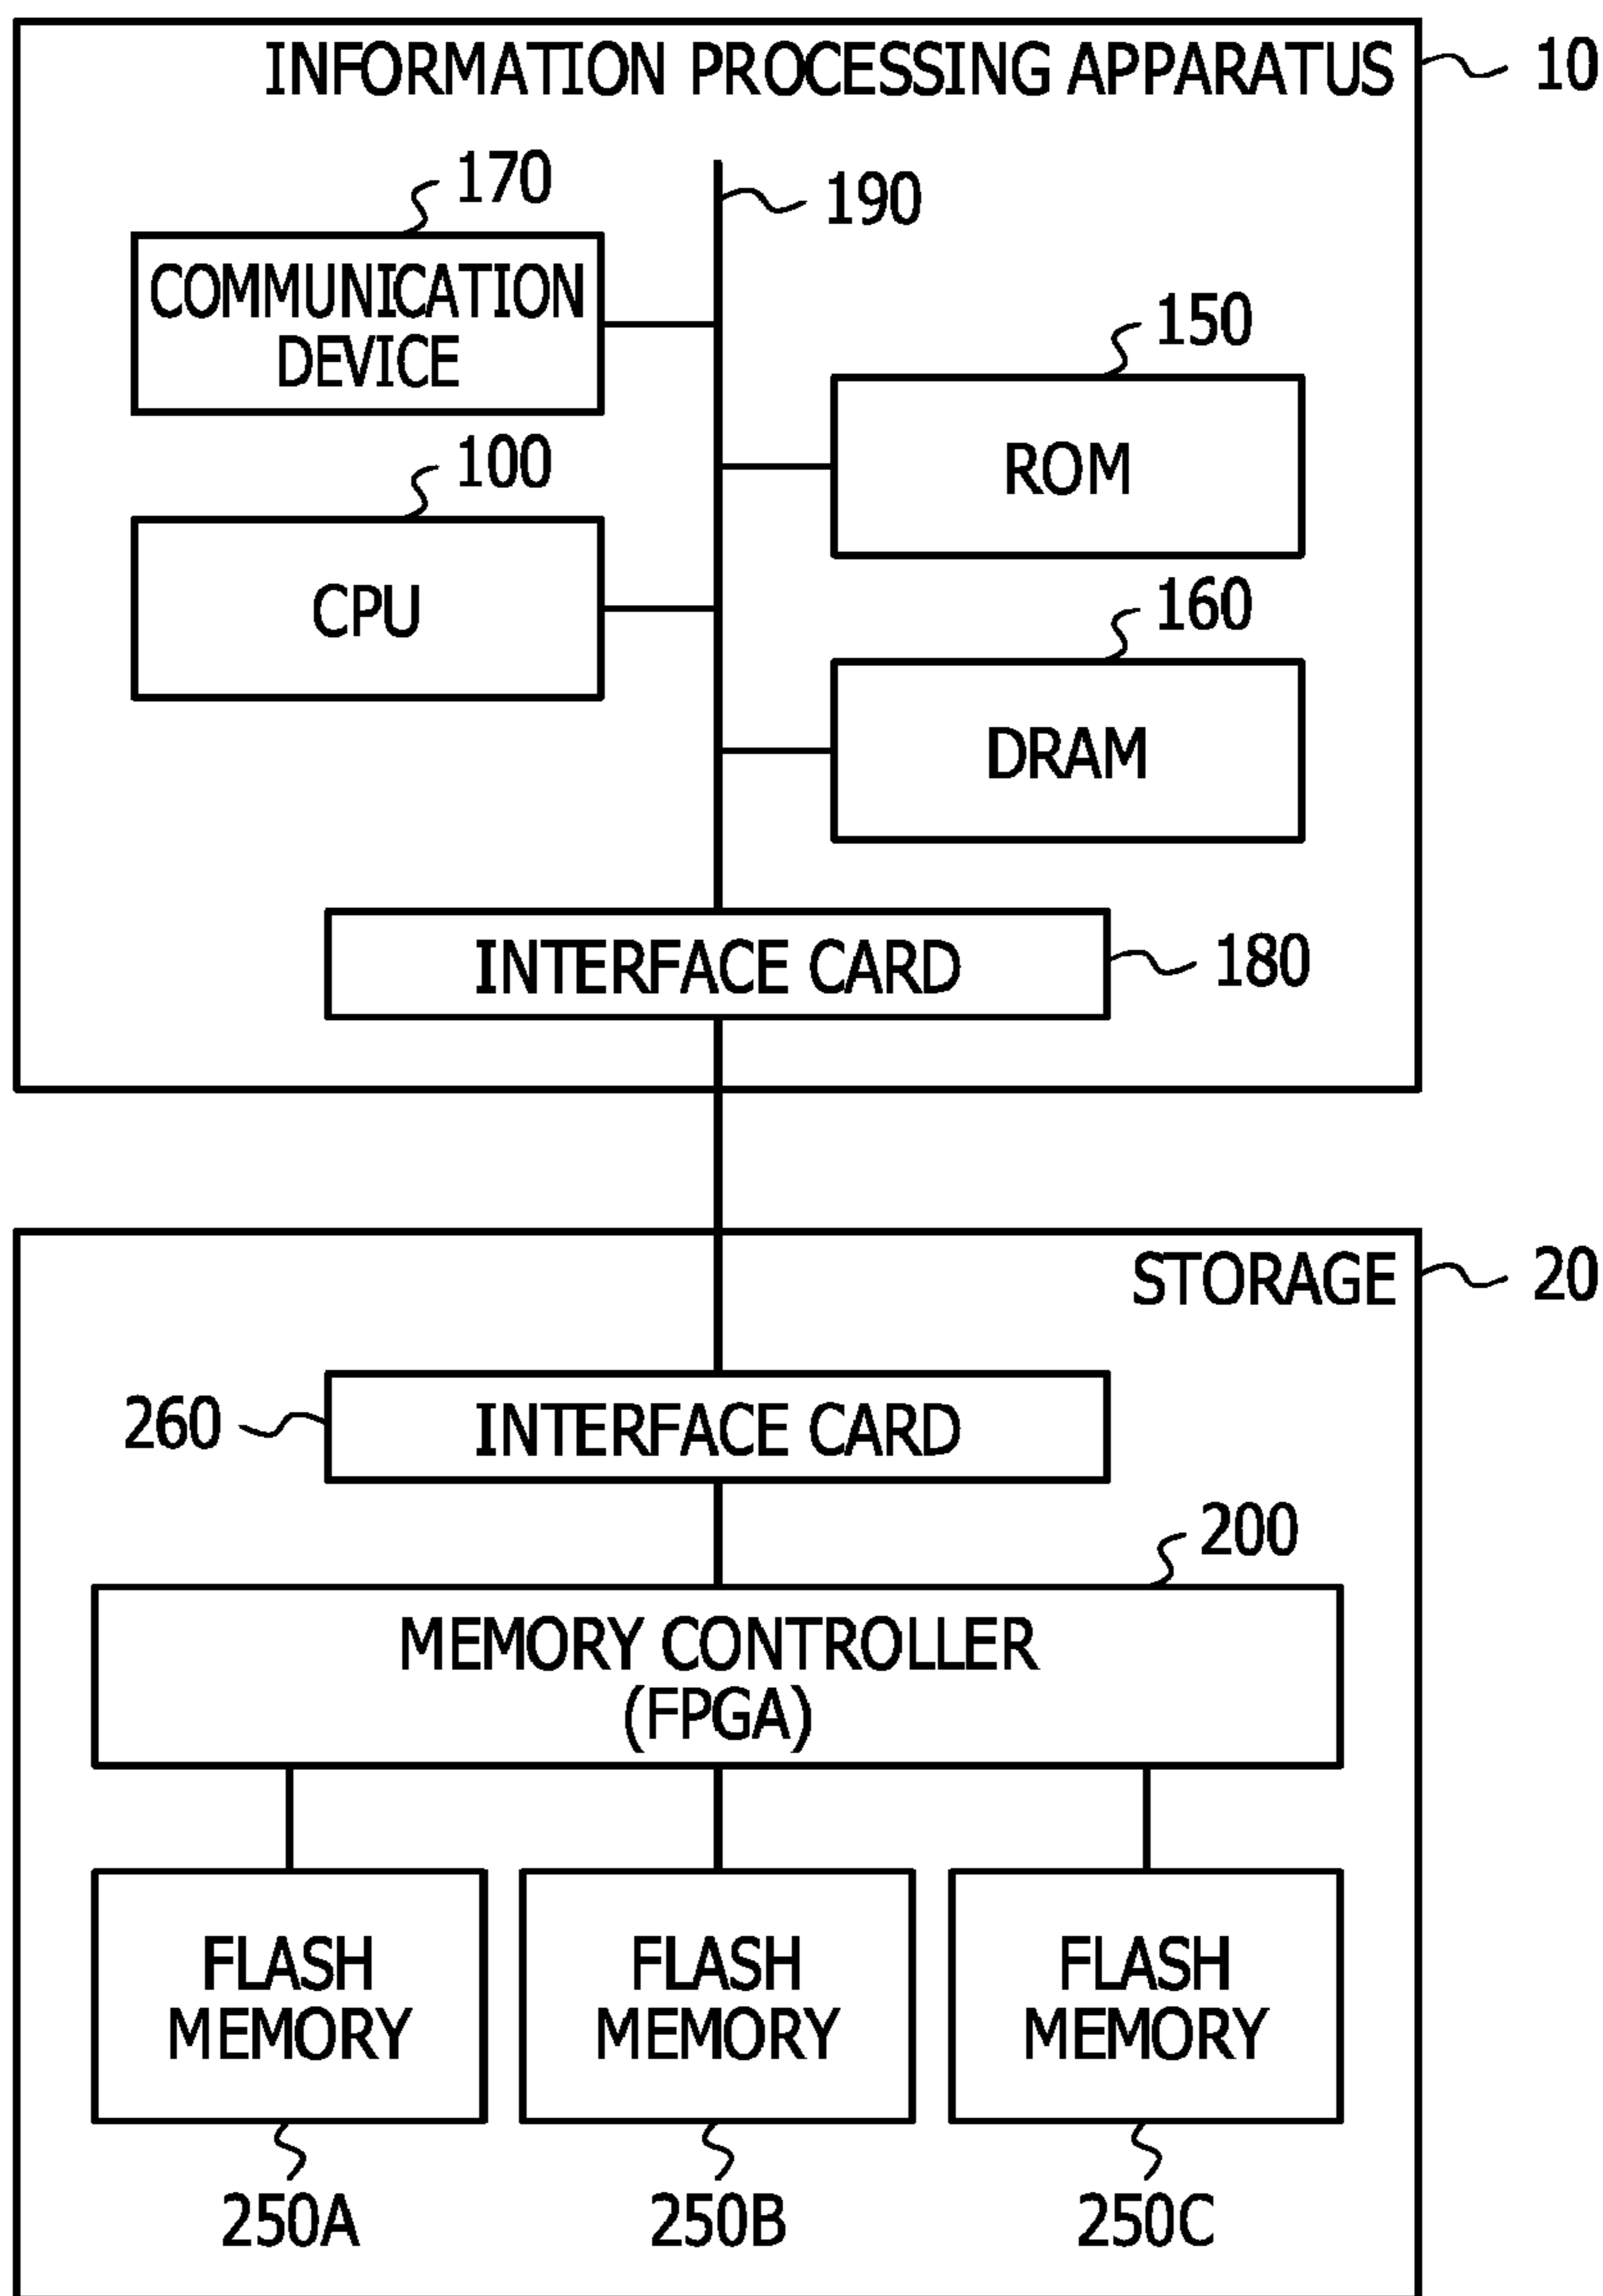 INFORMATION PROCESSING APPARATUS
10
170
190
COMMUNICATION
DEVICE
150
ROM
100
CPU
160
DRAM
INTERFACE CARD
180
STORAGE
20
260
INTERFACE CARD
200
MEMORY CONTROLLER
(FPGA)
FLASH
MEMORY
FLASH
MEMORY
FLASH
MEMORY
250A
250B
250C